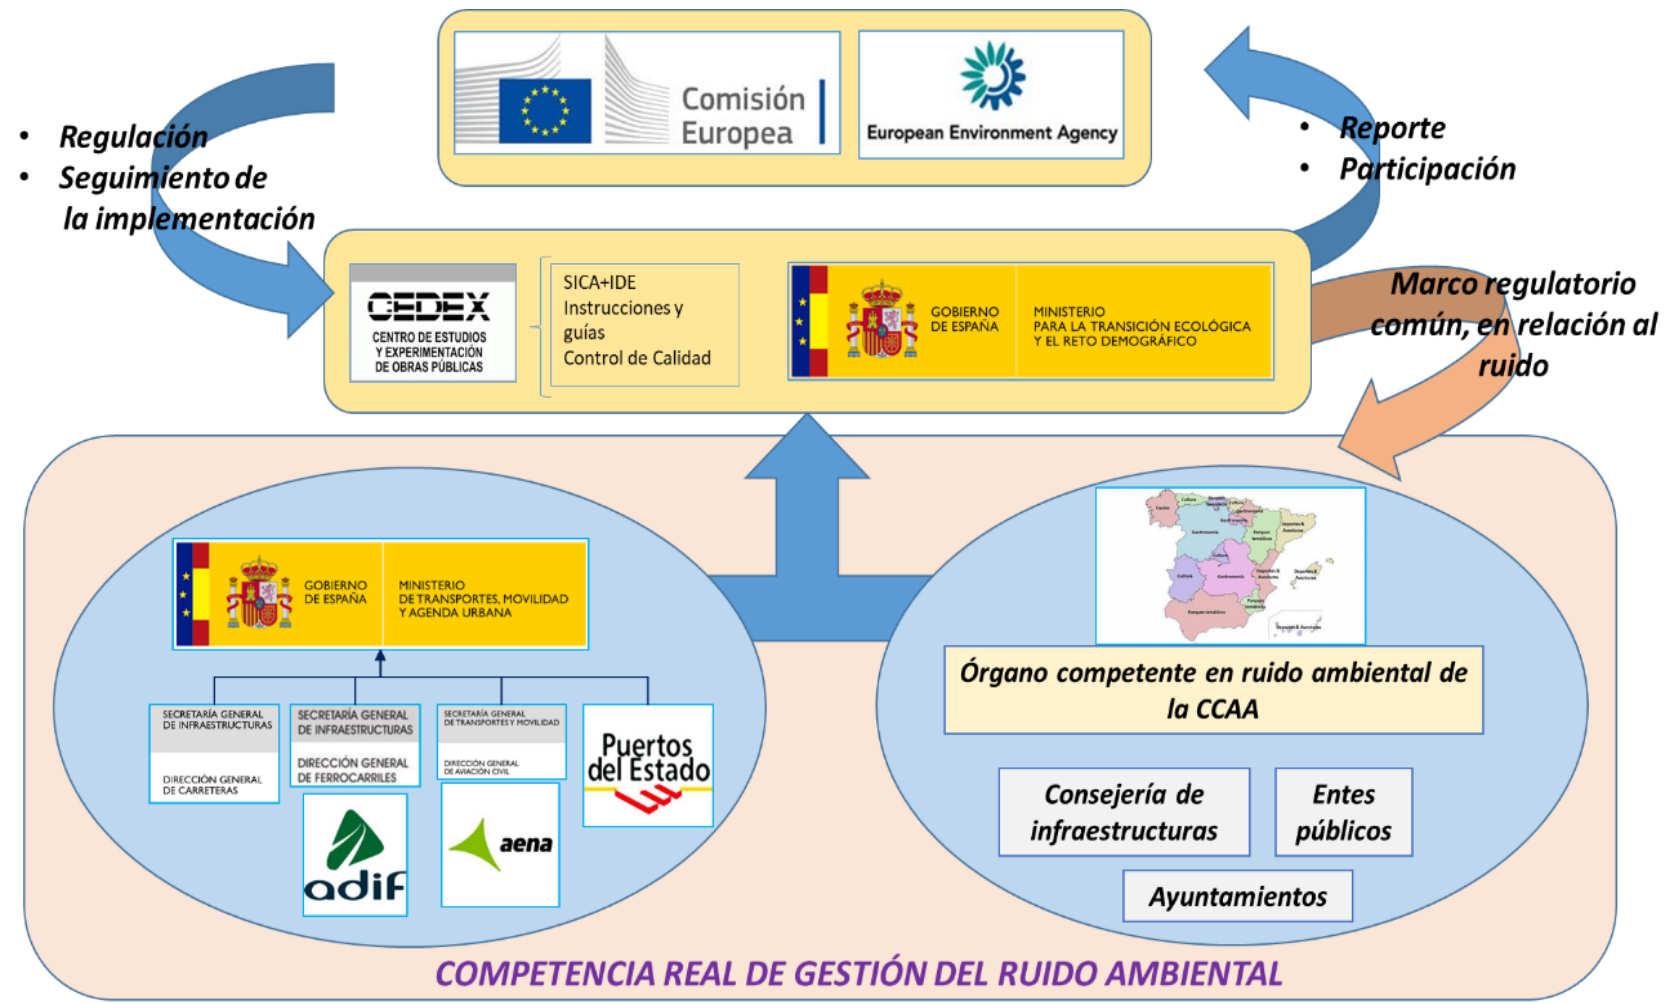 Comisión
Europea
European Environment Agency
• Regulación
• Seguimiento de
la implementación
• Reporte
• Participación
CEDEX
CENTRO DE ESTUDIOS
Y EXPERIMENTACIÓN
DE OBRAS PÚBLICAS
SICA+IDE
Instrucciones y
guías
Control de Calidad
GOBIERNO
DE ESPAÑA
MINISTERIO
PARA LA TRANSICIÓN ECOLÓGICA
Y EL RETO DEMOGRÁFICO
Marco regulatorio
común, en relación al
ruido
GOBIERNO
DE ESPAÑA
MINISTERIO
DE TRANSPORTES, MOVILIDAD
Y AGENDA URBANA
SECRETARÍA GENERAL
DE INFRAESTRUCTURAS
DIRECCIÓN GENERAL
DE CARRETERAS
SECRETARÍA GENERAL
DE INFRAESTRUCTURAS
DIRECCIÓN GENERAL
DE FERROCARRILES
adif
SECRETARÍA GENERAL
DE TRANSPORTES Y MOVILIDAD
DIRECCIÓN GENERAL
DE AVIACIÓN CIVIL
aena
Puertos
del Estado
Órgano competente en ruido ambiental de
la CCAA
Consejería de
infraestructuras
Entes
públicos
Ayuntamientos
COMPETENCIA REAL DE GESTIÓN DEL RUIDO AMBIENTAL